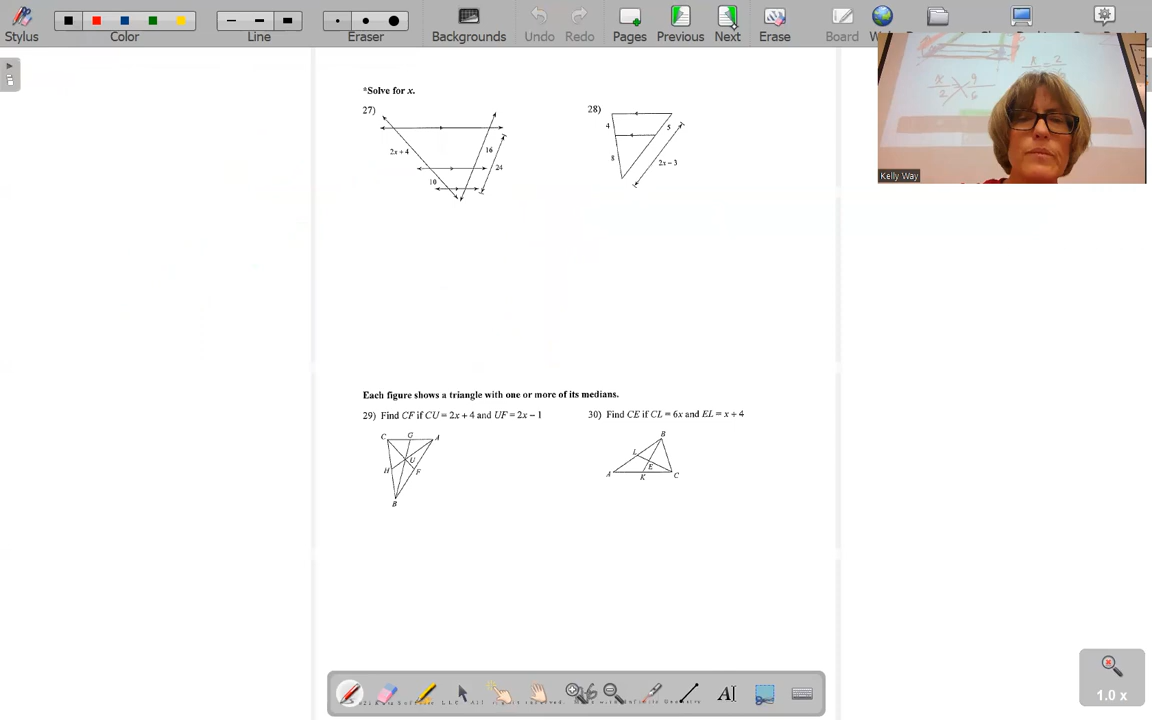 Stylus
Color
Line
Eraser
Backgrounds
Undo
Redo
Pages
Previous
Next
Erase
Board
*Solve for x.
27)
2x + 4
16
24
10
28)
4
5
8
2x − 3
Each figure shows a triangle with one or more of its medians.
29) Find CF if CU = 2x + 4 and UF = 2x − 1
C
G
A
U
H
F
B
30) Find CE if CL = 6x and EL = x + 4
B
L
E
A
K
C
x/2
9/6
Kelly Way
1.0 x